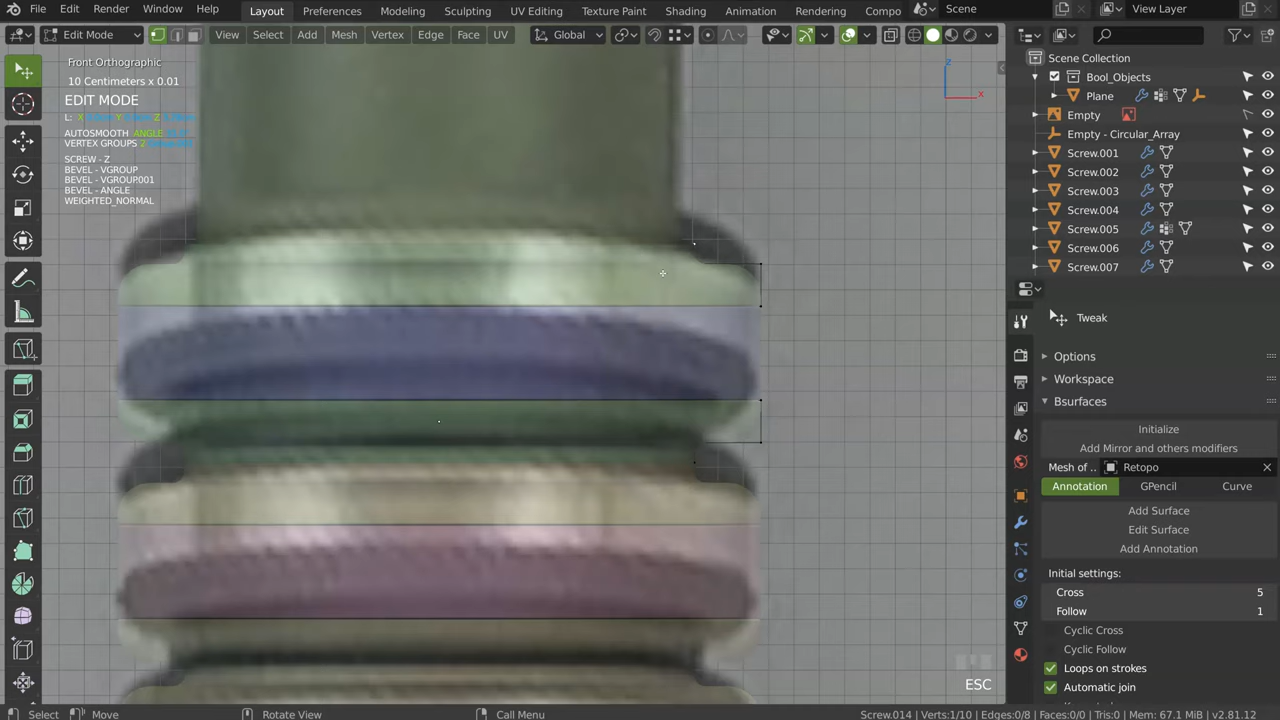 File Edit Render Window Help Layout Preferences Modeling Sculpting UV Editing Texture Paint Shading Animation Rendering Compo Scene View Layer
Edit Mode View Select Add Mesh Vertex Edge Face UV Global
Front Orthographic
10 Centimeters x 0.01
EDIT MODE
AUTOSMOOTH ANGLE
VERTEX GROUPS 2
SCREW - Z
BEVEL - VGROUP
BEVEL - VGROUP.001
BEVEL - ANGLE
WEIGHTED_NORMAL
z
x
ESC
Scene Collection
Bool_Objects
Plane
Empty
Empty - Circular_Array
Screw.001
Screw.002
Screw.003
Screw.004
Screw.005
Screw.006
Screw.007
Tweak
Options
Workspace
Bsurfaces
Initialize
Add Mirror and others modifiers
Mesh of .. Retopo
Annotation GPencil Curve
Add Surface
Edit Surface
Add Annotation
Initial settings:
Cross 5
Follow 1
Cyclic Cross
Cyclic Follow
Loops on strokes
Automatic join
Select Move Rotate View Call Menu Screw.014 | Verts:1/10 | Edges:0/8 | Faces:0/0 | Tris:0 | Mem: 67.1 MiB | v2.81.12